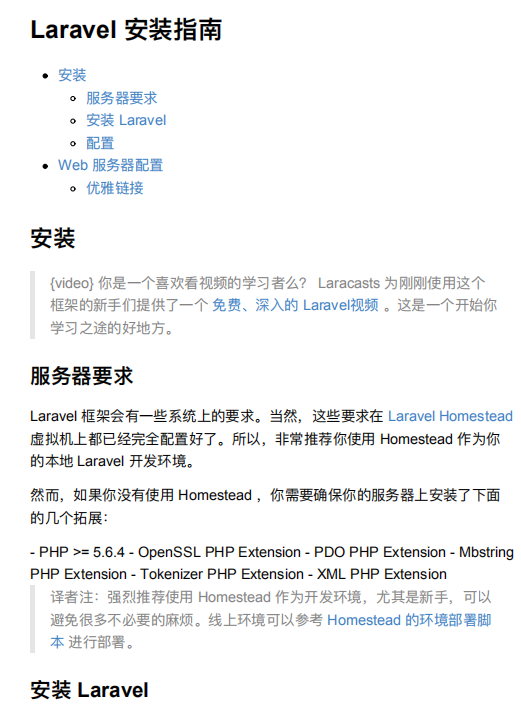 Laravel 安装指南
安装
服务器要求
安装 Laravel
配置
Web 服务器配置
优雅链接
安装
{video} 你是一个喜欢看视频的学习者么? Laracasts 为刚刚使用这个
框架的新手们提供了一个 免费、深入的 Laravel视频 。这是一个开始你
学习之途的好地方。
服务器要求
Laravel 框架会有一些系统上的要求。当然，这些要求在 Laravel Homestead
虚拟机上都已经完全配置好了。所以，非常推荐你使用 Homestead 作为你
的本地 Laravel 开发环境。
然而，如果你没有使用 Homestead ，你需要确保你的服务器上安装了下面
的几个拓展：
- PHP >= 5.6.4 - OpenSSL PHP Extension - PDO PHP Extension - Mbstring
PHP Extension - Tokenizer PHP Extension - XML PHP Extension
译者注：强烈推荐使用 Homestead 作为开发环境，尤其是新手，可以
避免很多不必要的麻烦。线上环境可以参考 Homestead 的环境部署脚
本 进行部署。
安装 Laravel